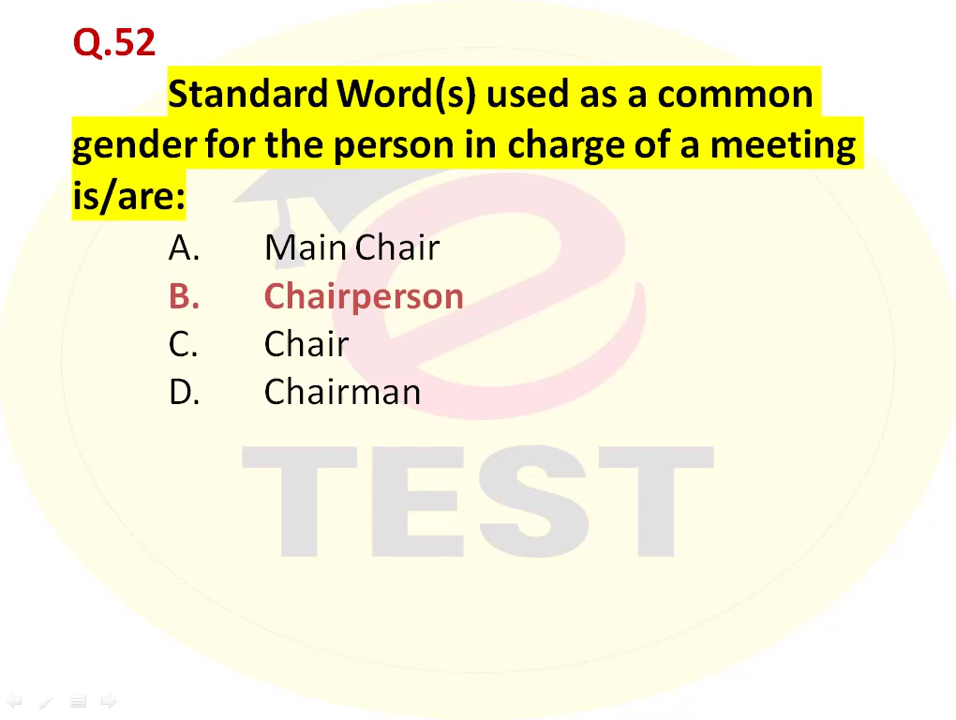 Q.52
Standard Word(s) used as a common
gender for the person in charge of a meeting
is/are:
A. Main Chair
B. Chairperson
C. Chair
D. Chairman
e
TEST